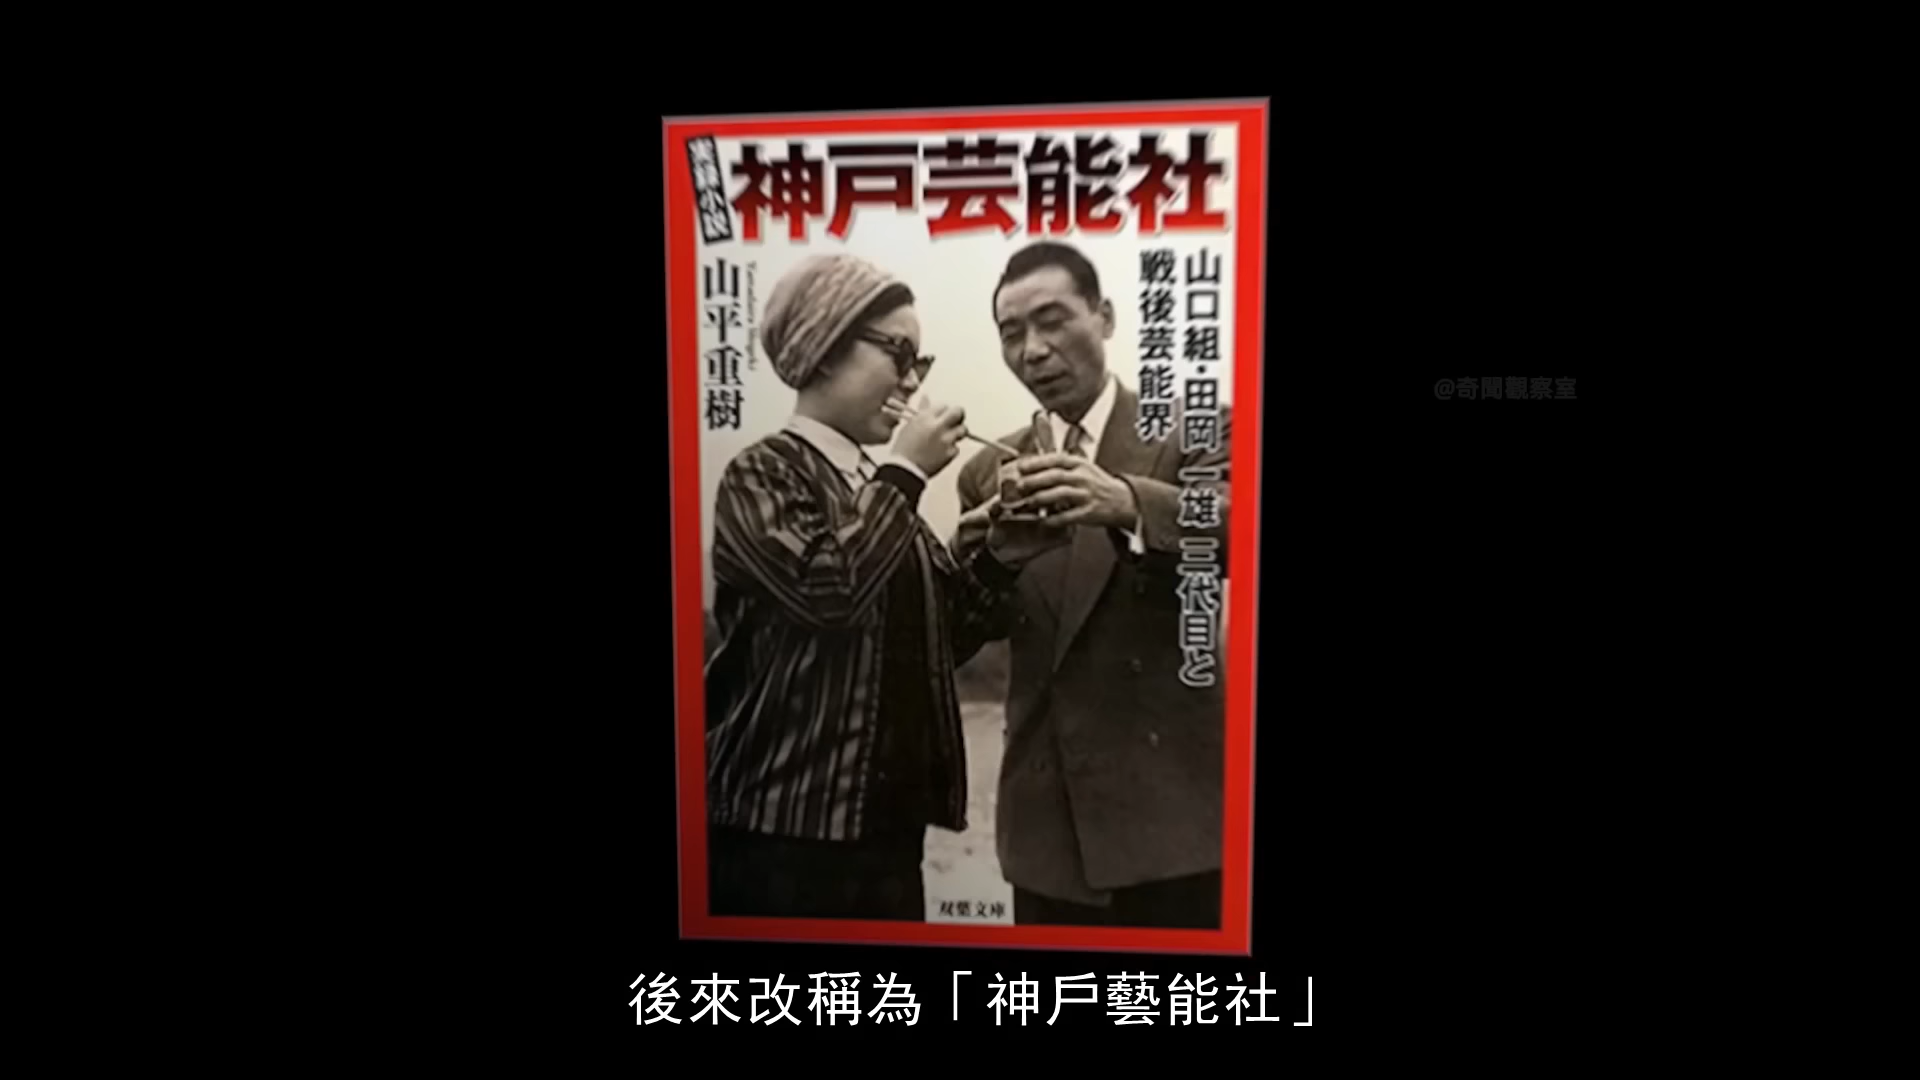 実録小説
神戸芸能社
山口組・田岡一雄三代目と
戦後芸能界
山平重樹
双葉文庫
@奇聞觀察室
後來改稱為「神戶藝能社」